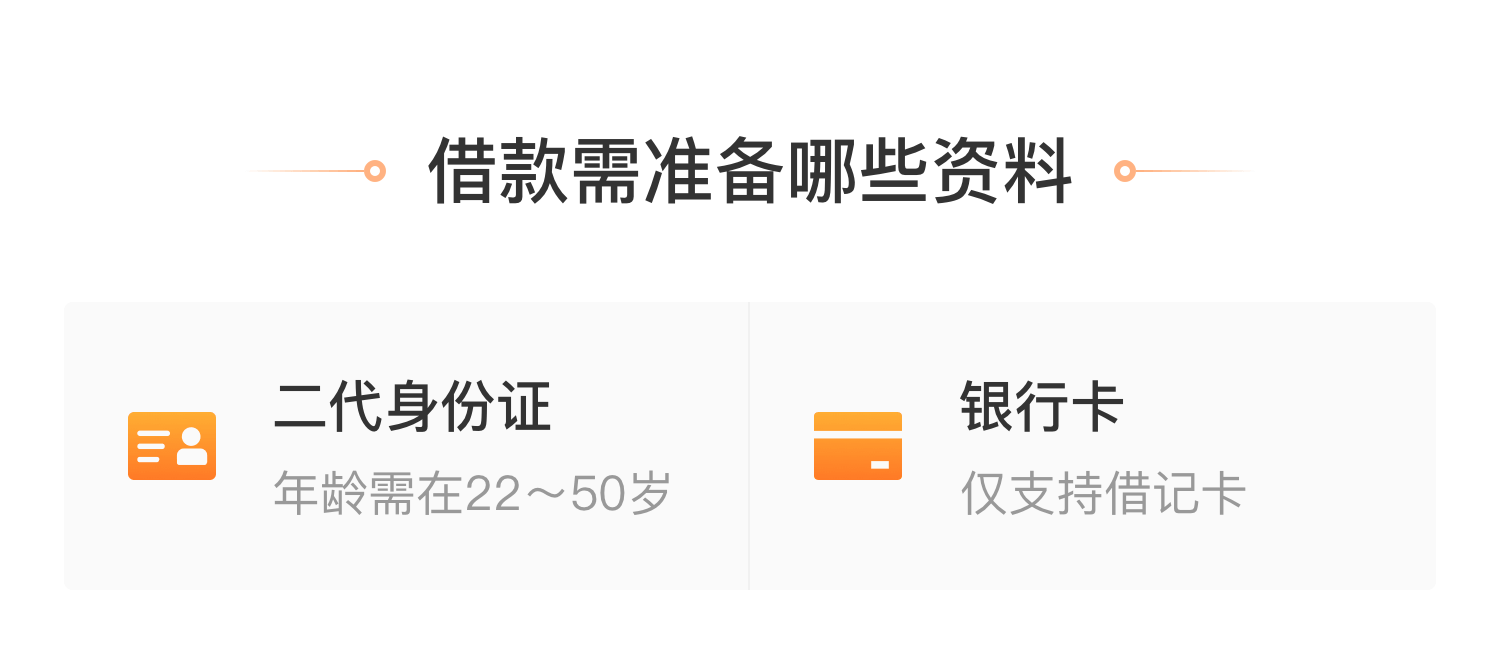 借款需准备哪些资料
二代身份证
年龄需在22～50岁
银行卡
仅支持借记卡